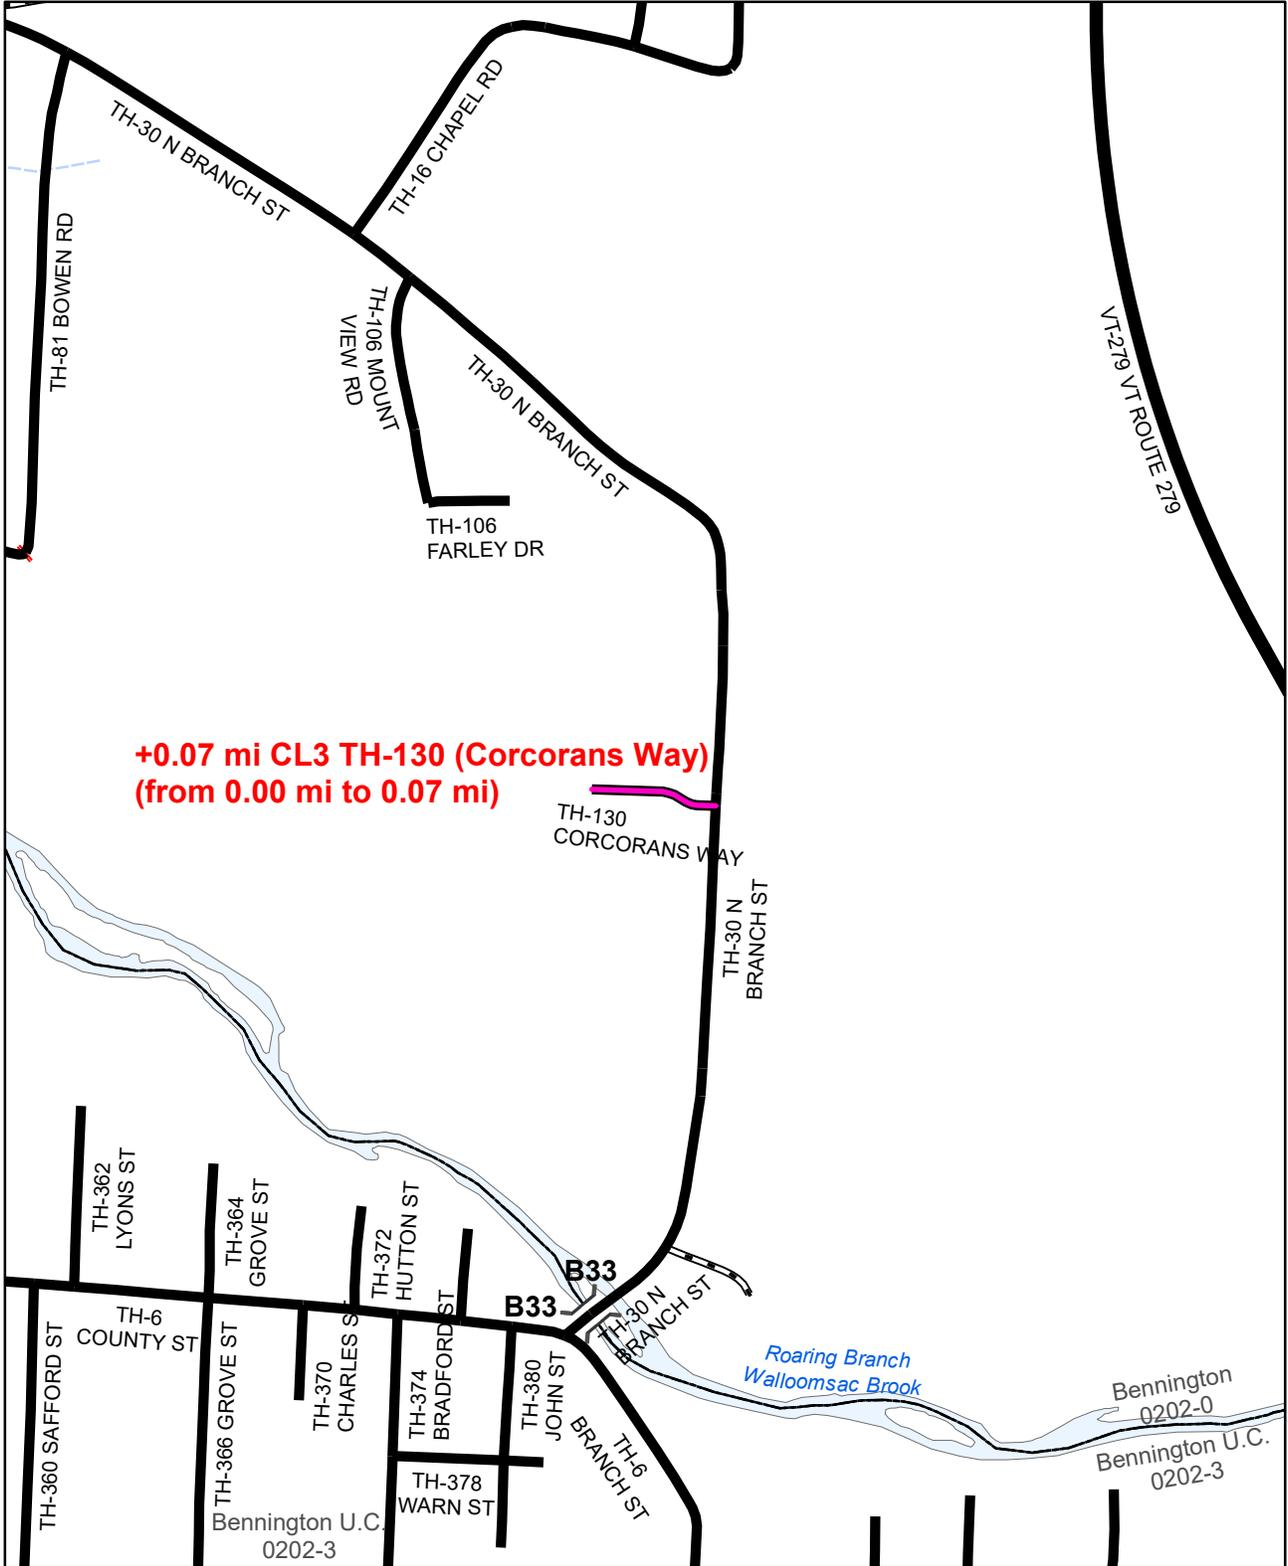 TH-30 N BRANCH ST
TH-16 CHAPEL RD
TH-81 BOWEN RD
TH-106 MOUNT
VIEW RD
TH-30 N BRANCH ST
VT-279 VT ROUTE 279
TH-106
FARLEY DR
+0.07 mi CL3 TH-130 (Corcorans Way)
(from 0.00 mi to 0.07 mi)
TH-130
CORCORANS WAY
TH-30 N
BRANCH ST
TH-362
LYONS ST
TH-364
GROVE ST
TH-372
HUTTON ST
B33
B33
TH-30 N
BRANCH ST
TH-6
COUNTY ST
TH-360 SAFFORD ST
TH-366 GROVE ST
TH-370
CHARLES ST
TH-374
BRADFORD ST
TH-380
JOHN ST
TH-6
BRANCH ST
TH-378
WARN ST
Roaring Branch
Walloomsac Brook
Bennington
0202-0
Bennington U.C.
0202-3
Bennington U.C.
0202-3